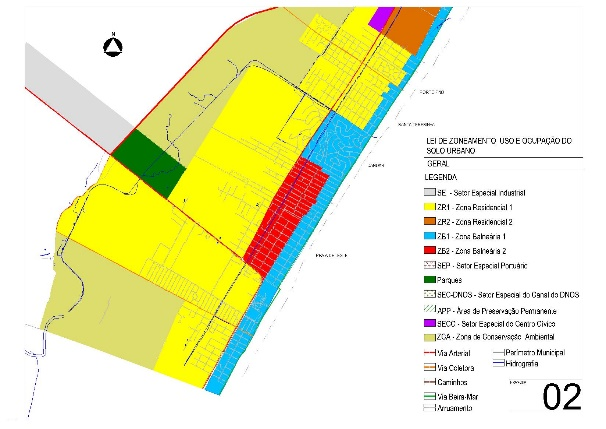 N
LEI DE ZONEAMENTO, USO E OCUPAÇÃO DO
SOLO URBANO
GERAL
LEGENDA
SEI - Setor Especial Industrial
ZR1 - Zona Residencial 1
ZR2 - Zona Residencial 2
ZB1 - Zona Balneária 1
ZB2 - Zona Balneária 2
SEP - Setor Especial Portuário
Parques
SEC-DNOS - Setor Especial do Canal do DNOS
APP - Área de Preservação Permanente
SECC - Setor Especial do Centro Cívico
ZCA - Zona de Conservação Ambiental
Via Arterial
Via Coletora
Caminhos
Via Beira-Mar
Arruamento
Perímetro Municipal
Hidrografia
02